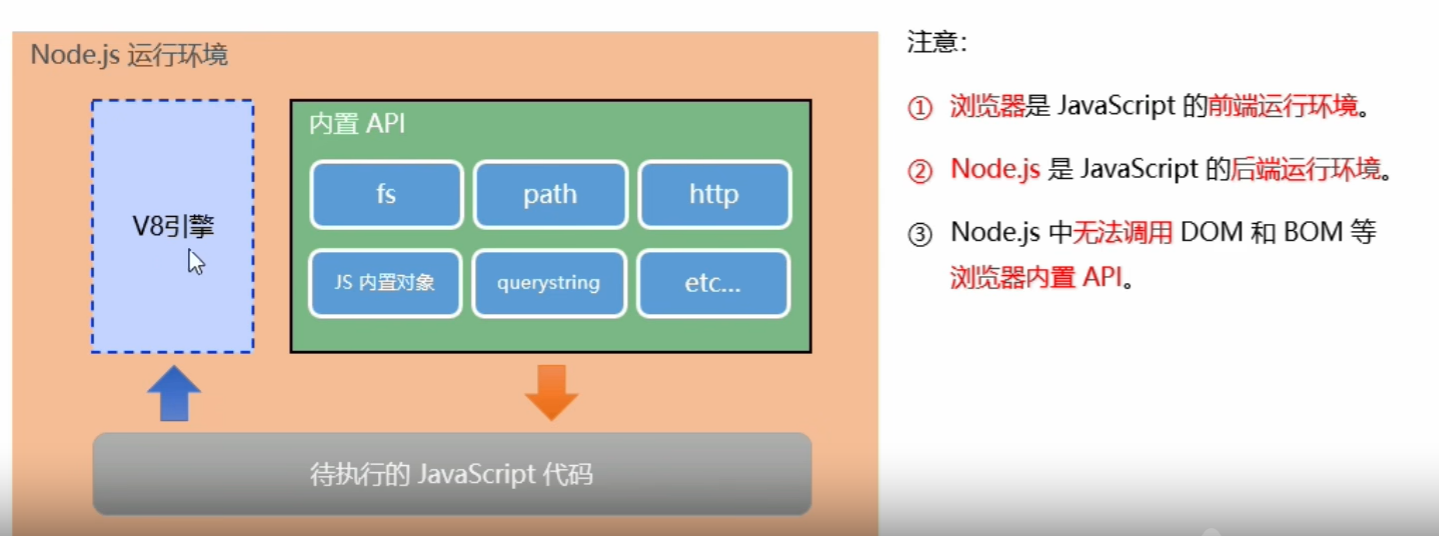 Node.js 运行环境
V8引擎
内置 API
fs
path
http
JS 内置对象
querystring
etc...
待执行的 JavaScript 代码
注意：
① 浏览器是 JavaScript 的前端运行环境。
② Node.js 是 JavaScript 的后端运行环境。
③ Node.js 中无法调用 DOM 和 BOM 等
浏览器内置 API。